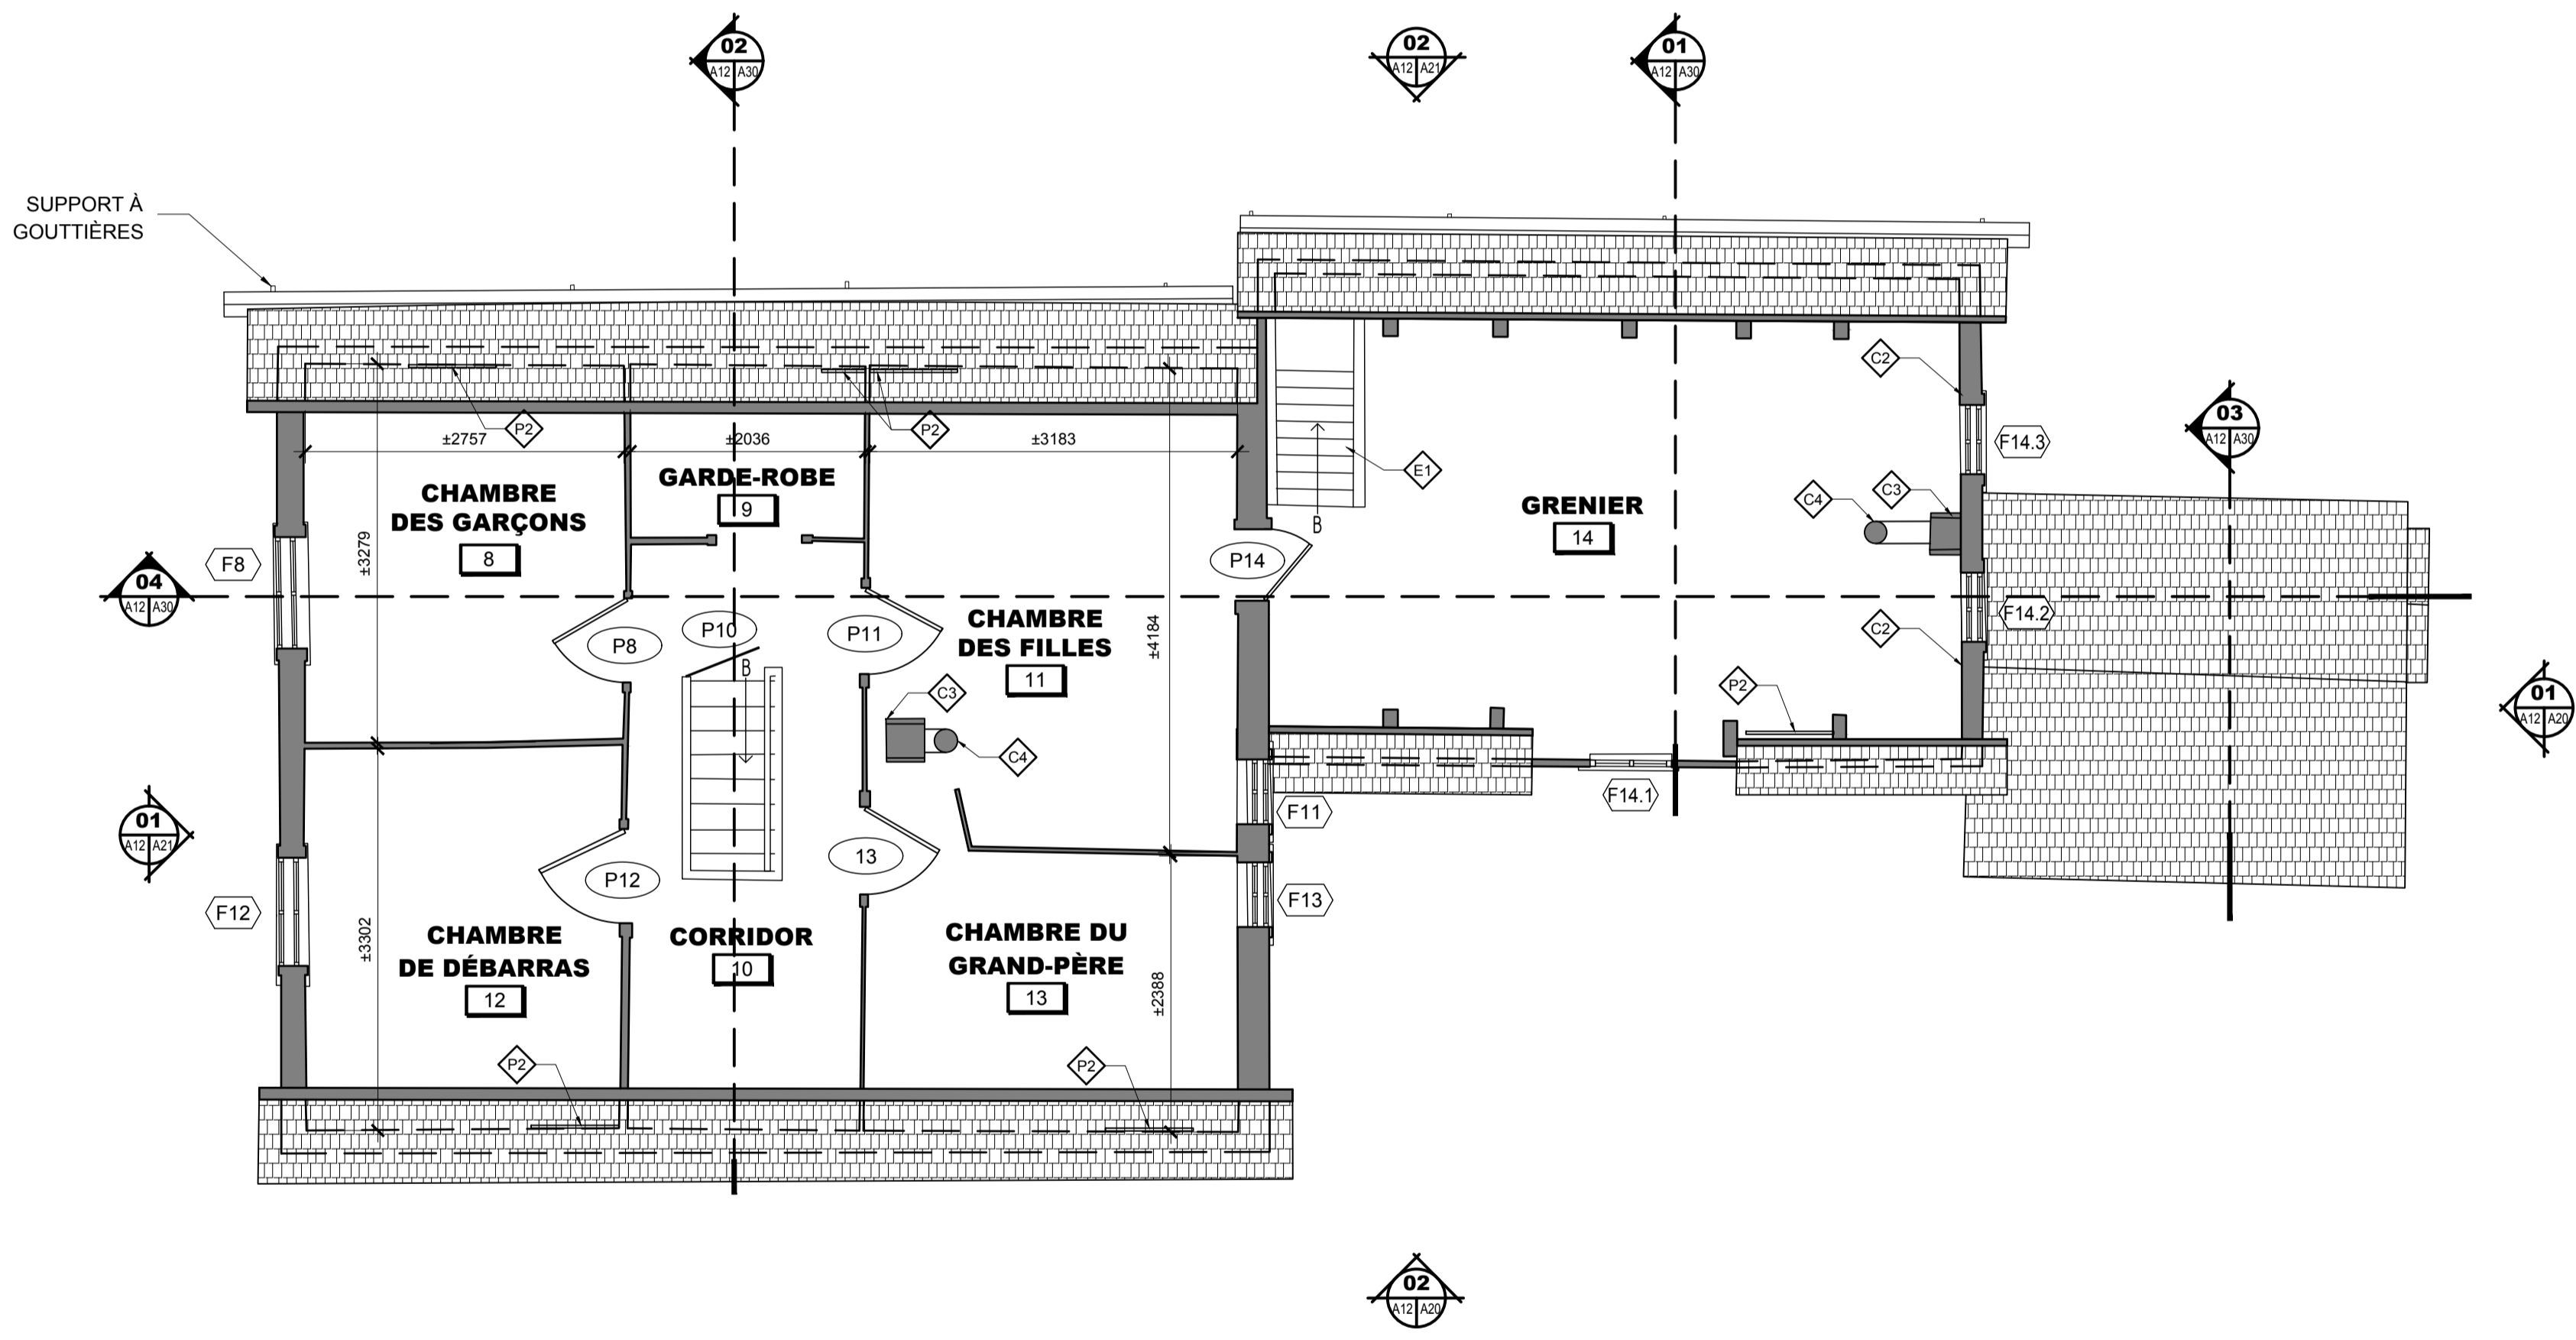 02
A12 A30
02
A12 A21
01
A12 A30
SUPPORT À
GOUTTIÈRES
C2
03
A12 A30
P2
P2
±2757
±2036
±3183
F14.3
E1
GARDE-ROBE
9
CHAMBRE
DES GARÇONS
8
C4
C3
GRENIER
14
B
±3279
F8
P14
04
A12 A30
F14.2
CHAMBRE
DES FILLES
11
P10
P11
P8
±4184
C2
B
P2
C3
01
A12 A20
C4
F14.1
F11
01
A12 A21
13
P12
F13
F12
±3302
CHAMBRE
DE DÉBARRAS
12
CORRIDOR
10
CHAMBRE DU
GRAND-PÈRE
13
±2388
P2
P2
02
A12 A20